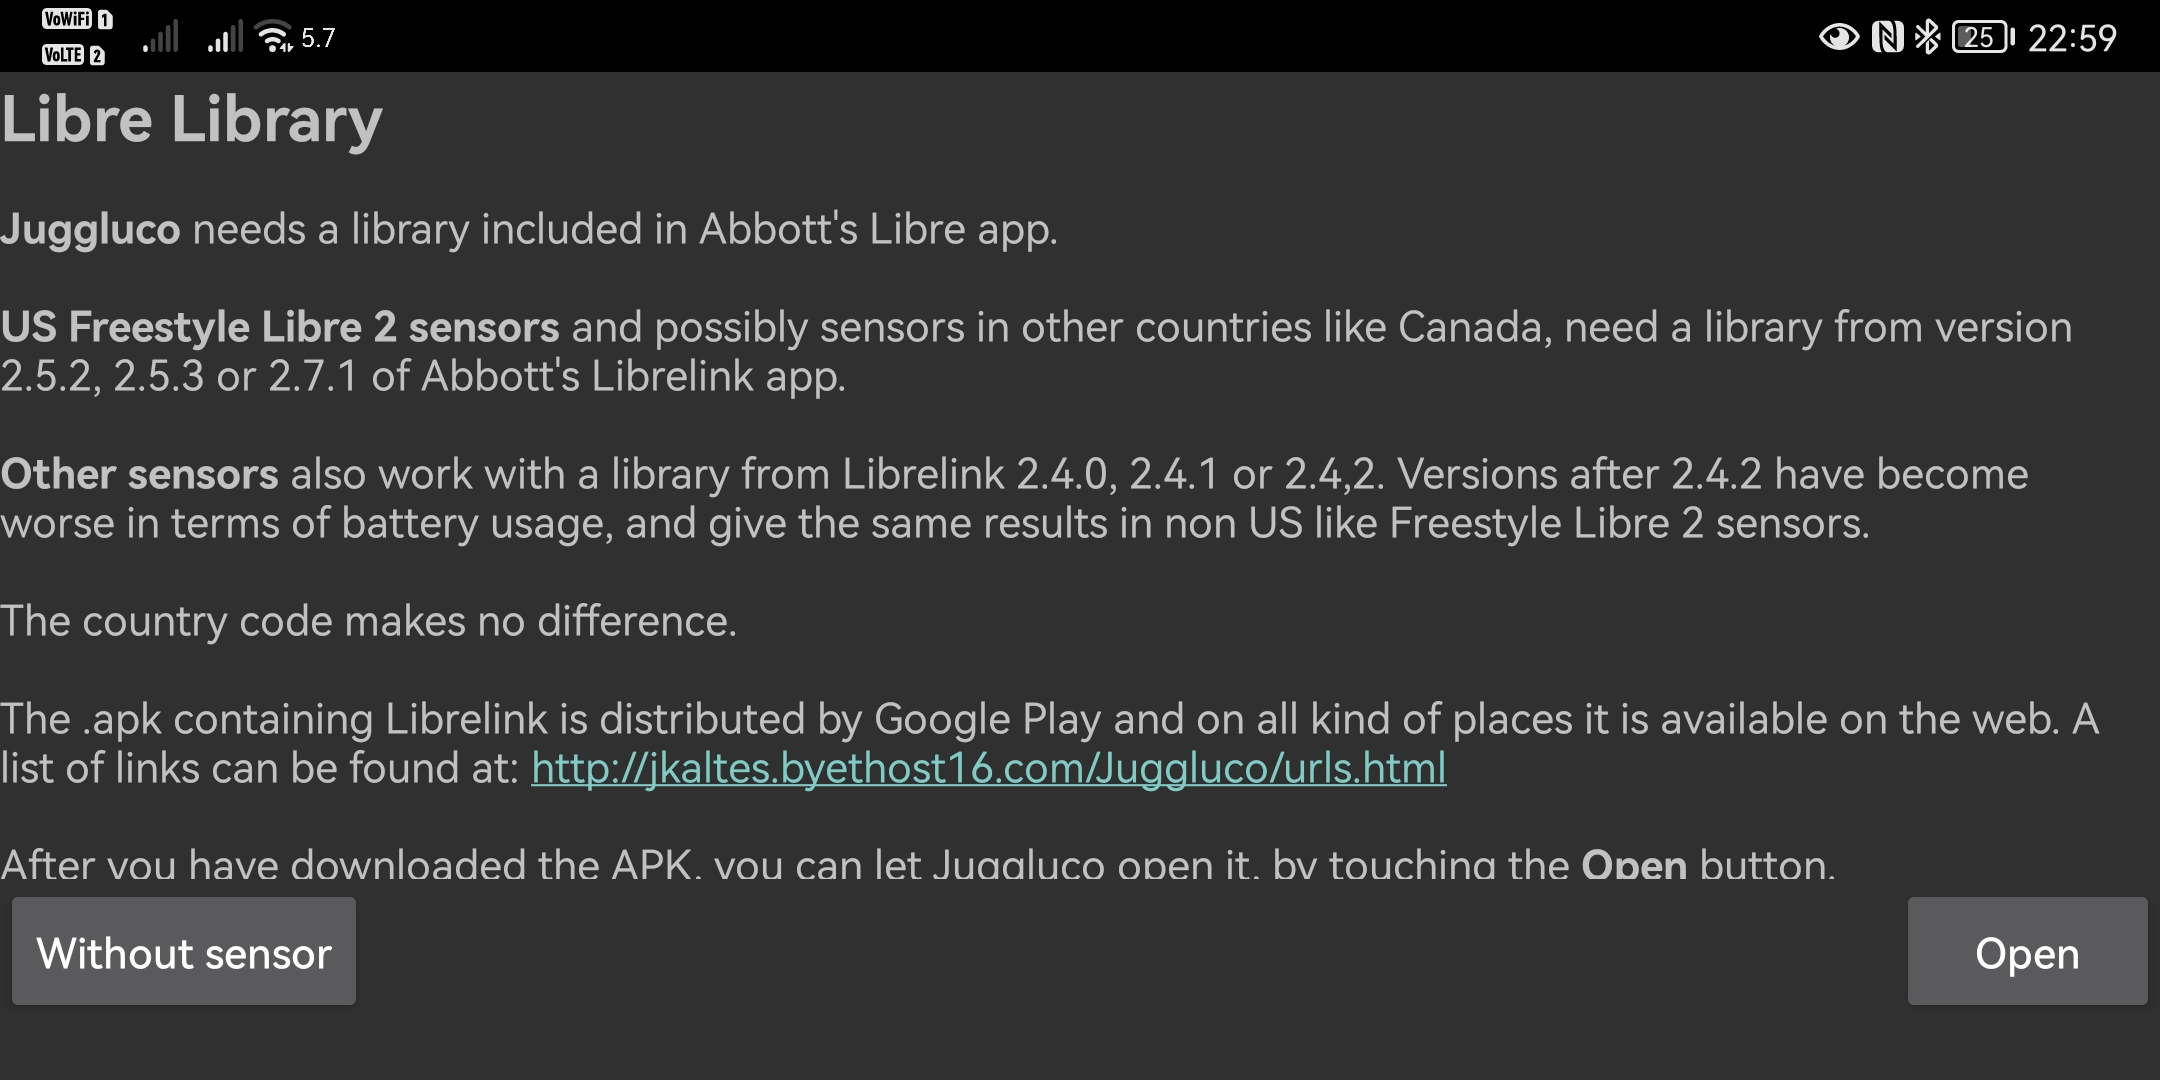 VoWiFi 1
VoLTE 2
5.7
25 22:59
Libre Library
Juggluco needs a library included in Abbott's Libre app.
US Freestyle Libre 2 sensors and possibly sensors in other countries like Canada, need a library from version
2.5.2, 2.5.3 or 2.7.1 of Abbott's Librelink app.
Other sensors also work with a library from Librelink 2.4.0, 2.4.1 or 2.4,2. Versions after 2.4.2 have become
worse in terms of battery usage, and give the same results in non US like Freestyle Libre 2 sensors.
The country code makes no difference.
The .apk containing Librelink is distributed by Google Play and on all kind of places it is available on the web. A
list of links can be found at: http://jkaltes.byethost16.com/Juggluco/urls.html
After you have downloaded the APK, you can let Juggluco open it, by touching the Open button.
Without sensor
Open